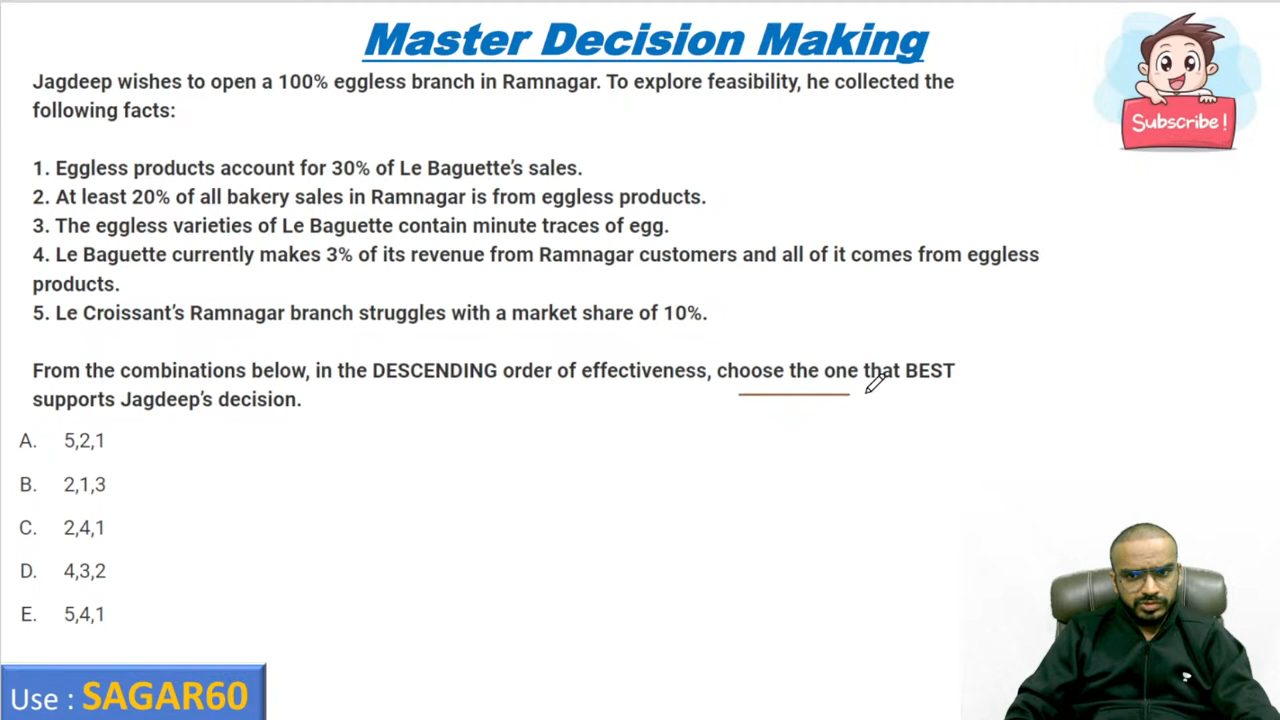 Master Decision Making
Jagdeep wishes to open a 100% eggless branch in Ramnagar. To explore feasibility, he collected the
following facts:
Subscribe!
1. Eggless products account for 30% of Le Baguette’s sales.
2. At least 20% of all bakery sales in Ramnagar is from eggless products.
3. The eggless varieties of Le Baguette contain minute traces of egg.
4. Le Baguette currently makes 3% of its revenue from Ramnagar customers and all of it comes from eggless
products.
5. Le Croissant’s Ramnagar branch struggles with a market share of 10%.
From the combinations below, in the DESCENDING order of effectiveness, choose the one that BEST
supports Jagdeep’s decision.
A. 5,2,1
B. 2,1,3
C. 2,4,1
D. 4,3,2
E. 5,4,1
Use : SAGAR60